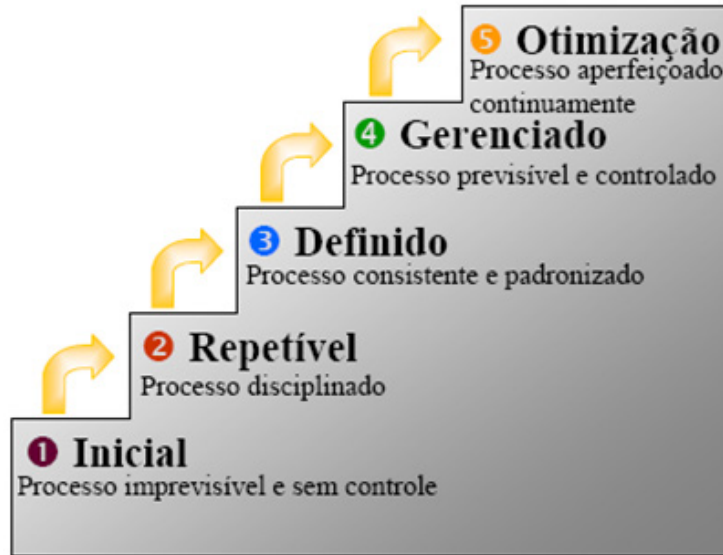 5 Otimização
Processo aperfeiçoado
continuamente
4 Gerenciado
Processo previsível e controlado
3 Definido
Processo consistente e padronizado
2 Repetível
Processo disciplinado
1 Inicial
Processo imprevisível e sem controle